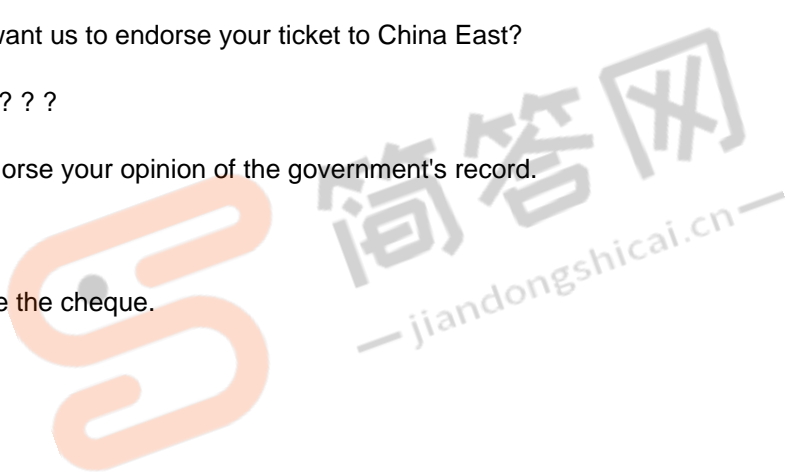 want us to endorse your ticket to China East?
? ? ?
orse your opinion of the government's record.
e the cheque.
简答网
jiandongshicai.cn